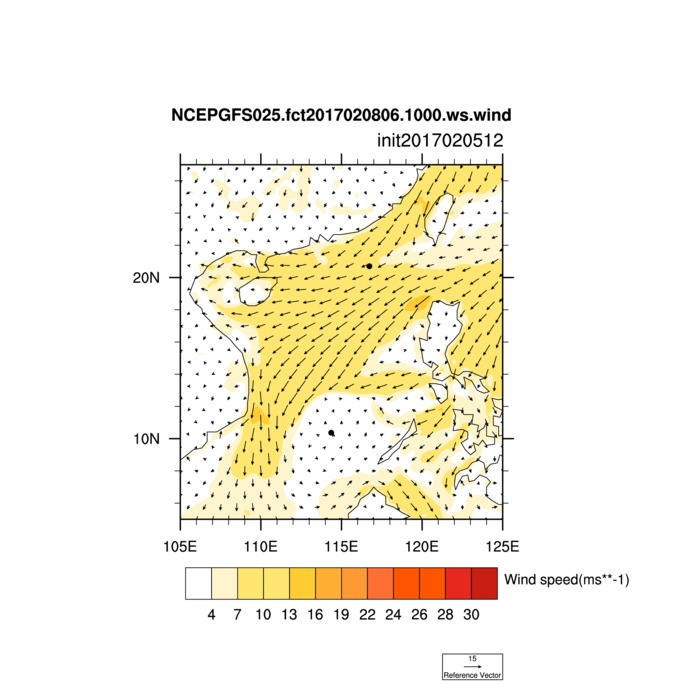 NCEPGFS025.fct2017020806.1000.ws.wind
init2017020512
20N
10N
105E 110E 115E 120E 125E
Wind speed(ms**-1)
4 7 10 13 16 19 22 24 26 28 30
15
Reference Vector